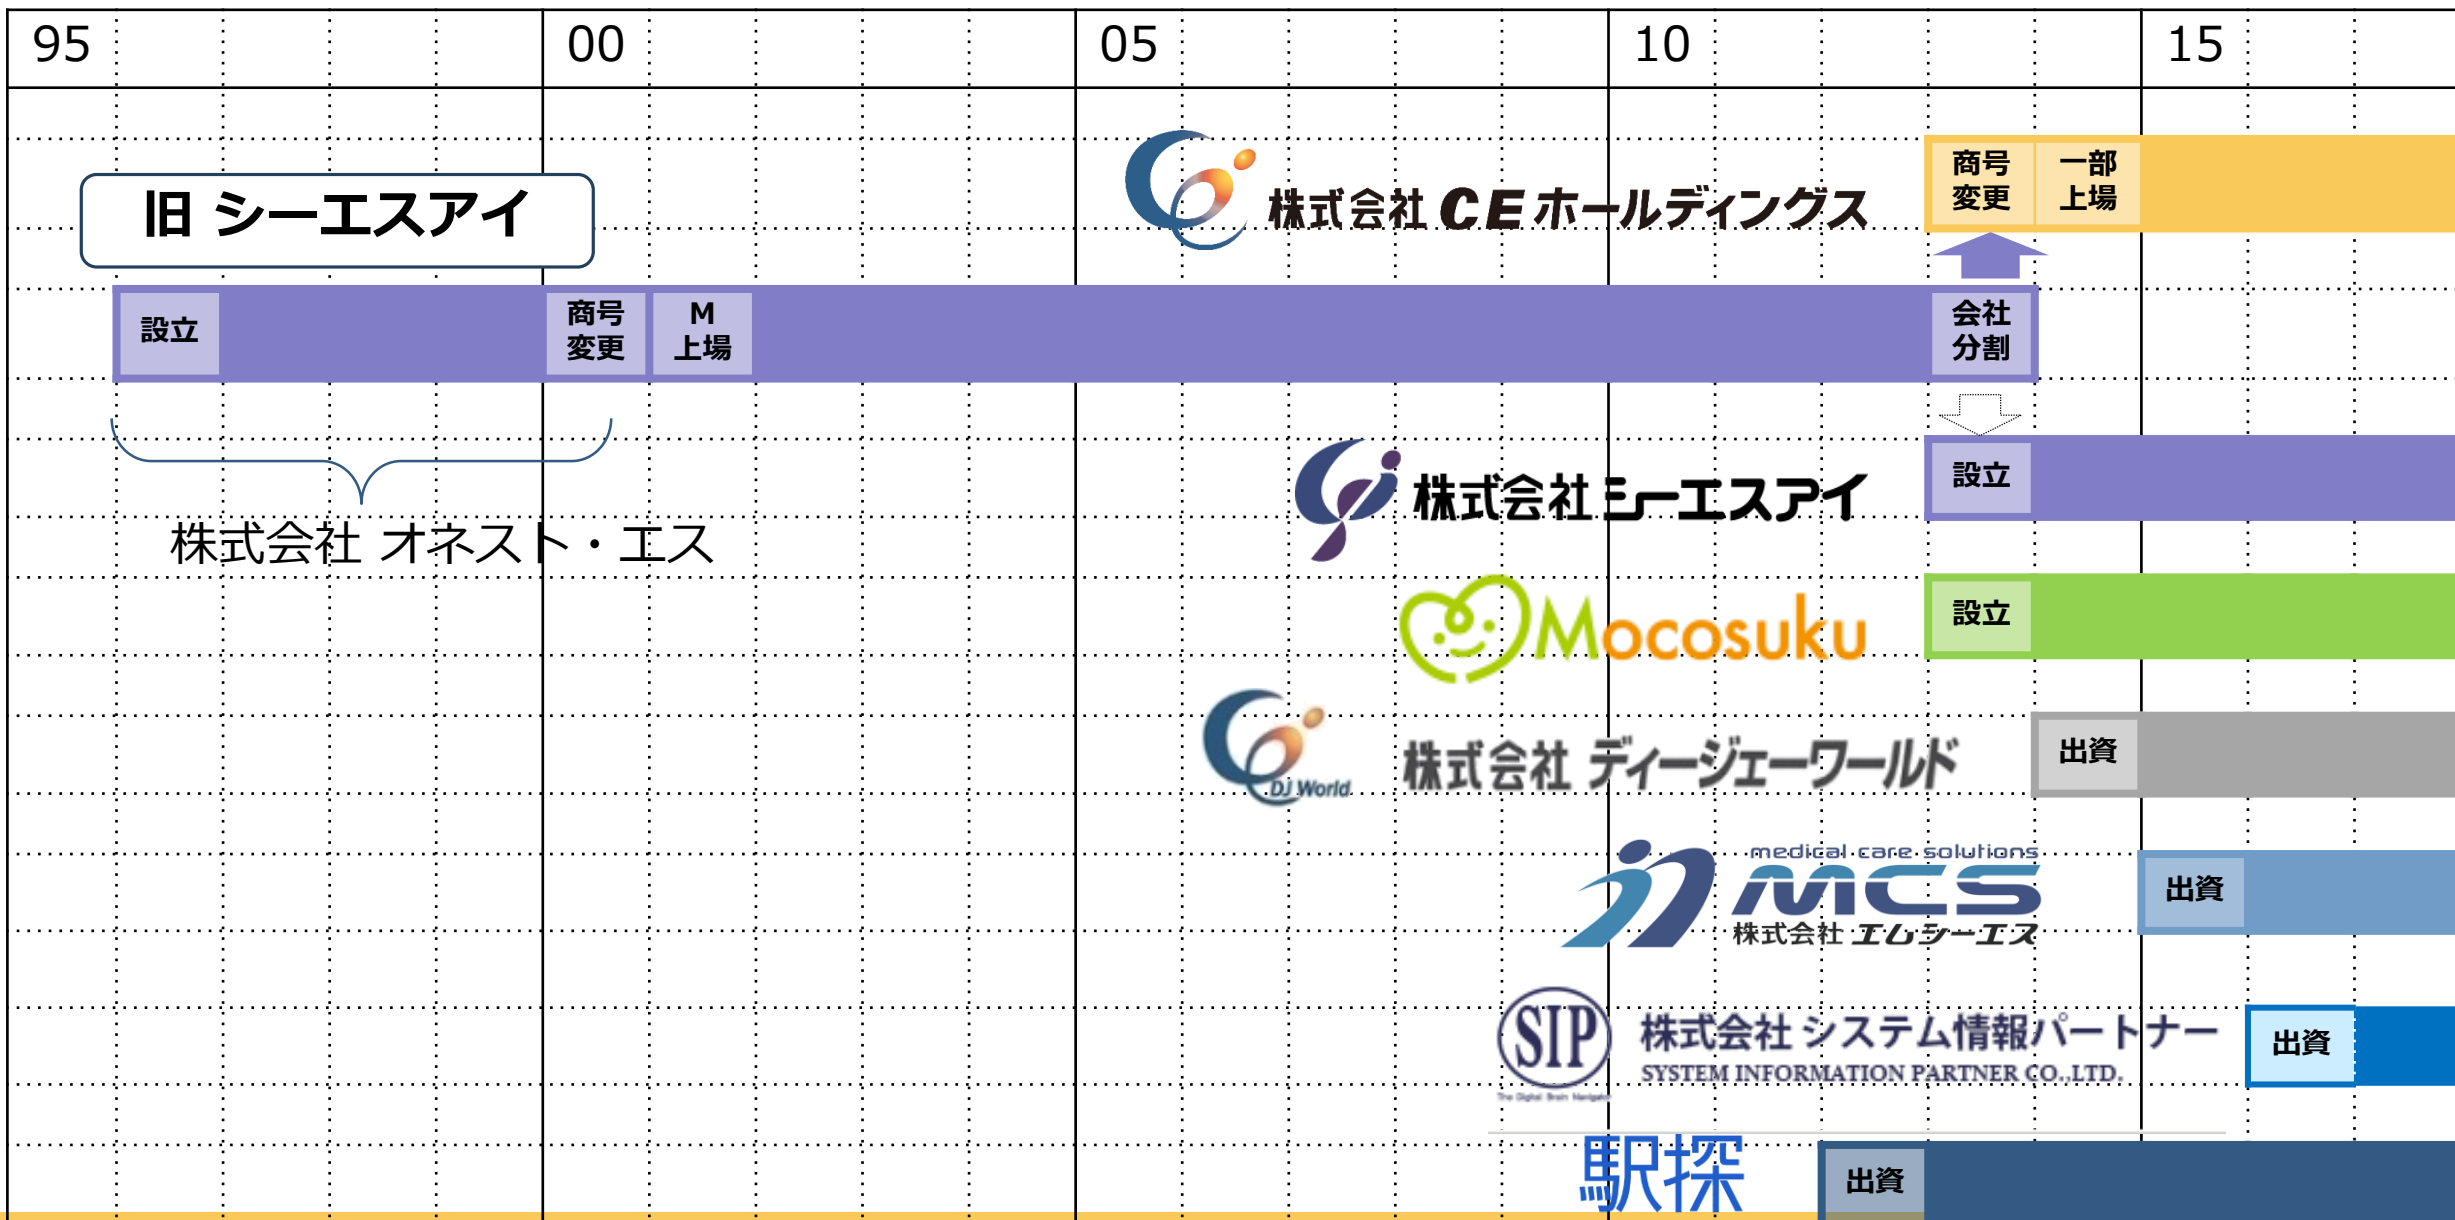 95 00 05 10 15
株式会社 CEホールディングス
商号
変更
一部
上場
旧 シーエスアイ
設立
商号
変更
M
上場
会社
分割
株式会社 シーエスアイ
設立
株式会社 オネスト・エス
Mocosuku
設立
DJ World
株式会社 ディージェーワールド
出資
medical care solutions
MCS
株式会社 エムシーエス
出資
SIP
The Digital Brain Navigator
株式会社 システム情報パートナー
SYSTEM INFORMATION PARTNER CO.,LTD.
出資
駅探
出資